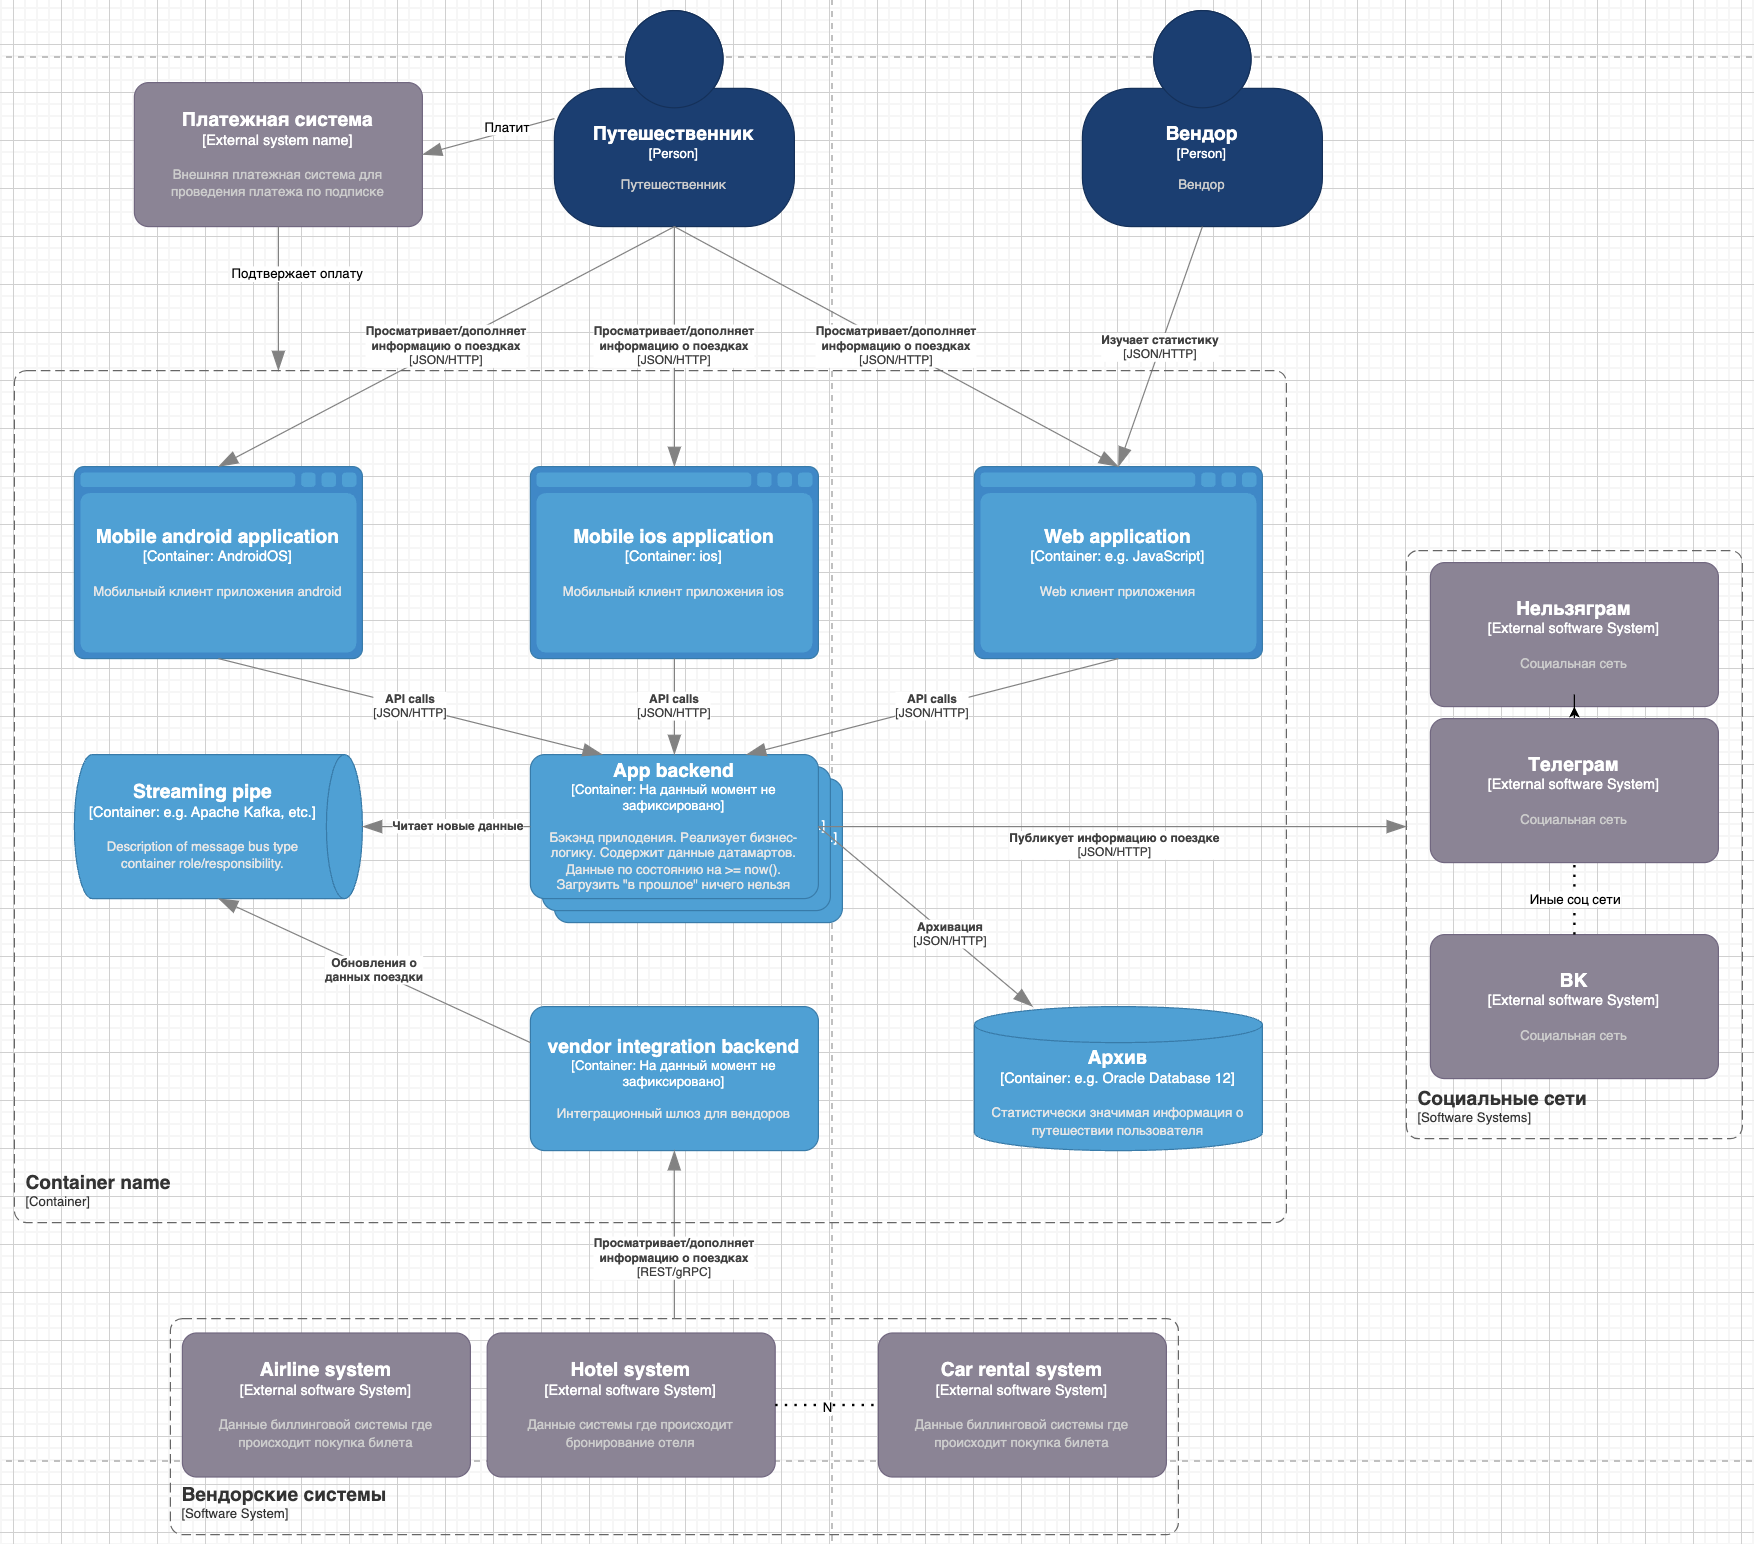 Платежная система
[External system name]
Внешняя платежная система для
проведения платежа по подписке
Платит
Путешественник
[Person]
Путешественник
Вендор
[Person]
Вендор
Подтвержает оплату
Просматривает/дополняет
информацию о поездках
[JSON/HTTP]
Просматривает/дополняет
информацию о поездках
[JSON/HTTP]
Просматривает/дополняет
информацию о поездках
[JSON/HTTP]
Изучает статистику
[JSON/HTTP]
Mobile android application
[Container: AndroidOS]
Мобильный клиент приложения android
Mobile ios application
[Container: ios]
Мобильный клиент приложения ios
Web application
[Container: e.g. JavaScript]
Web клиент приложения
API calls
[JSON/HTTP]
API calls
[JSON/HTTP]
API calls
[JSON/HTTP]
Streaming pipe
[Container: e.g. Apache Kafka, etc.]
Description of message bus type
container role/responsibility.
Читает новые данные
App backend
[Container: На данный момент не
зафиксировано]
Бэкэнд прилодения. Реализует бизнес-
логику. Содержит данные датамартов.
Данные по состоянию на >= now().
Загрузить "в прошлое" ничего нельзя
Публикует информацию о поездке
[JSON/HTTP]
Архивация
[JSON/HTTP]
Обновления о
данных поездки
vendor integration backend
[Container: На данный момент не
зафиксировано]
Интеграционный шлюз для вендоров
Архив
[Container: e.g. Oracle Database 12]
Статистически значимая информация о
путешествии пользователя
Container name
[Container]
Нельзяграм
[External software System]
Социальная сеть
Телеграм
[External software System]
Социальная сеть
Иные соц сети
ВК
[External software System]
Социальная сеть
Социальные сети
[Software Systems]
Просматривает/дополняет
информацию о поездках
[REST/gRPC]
Airline system
[External software System]
Данные биллинговой системы где
происходит покупка билета
Hotel system
[External software System]
Данные системы где происходит
бронирование отеля
N
Car rental system
[External software System]
Данные биллинговой системы где
происходит покупка билета
Вендорские системы
[Software System]